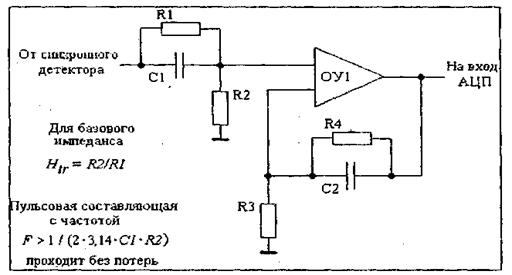 R1
От синхронного
детектора
C1
R2
ОУ1
На вход
АЦП
Для базового
импеданса
Htr = R2/R1
R4
C2
R3
Пульсовая составляющая
с частотой
F > 1 / (2·3,14·C1·R2)
проходит без потерь